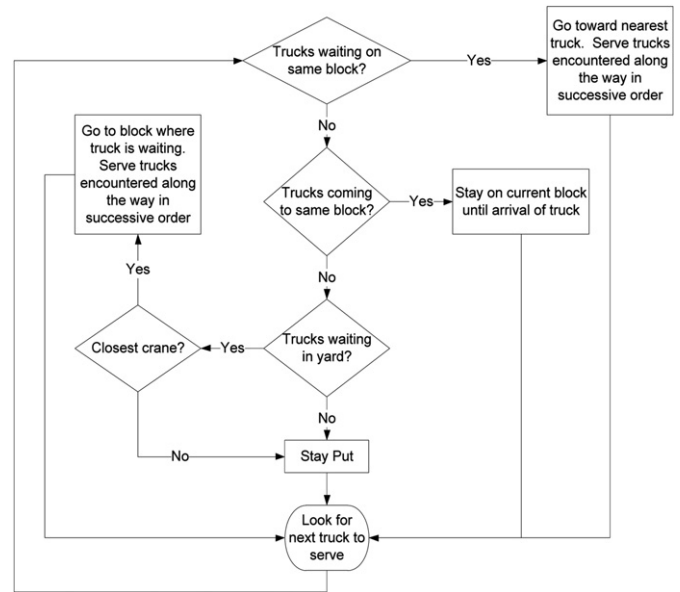 Trucks waiting on
same block?
Yes
Go toward nearest
truck.  Serve trucks
encountered along
the way in
successive order
No
Go to block where
truck is waiting.
Serve trucks
encountered along
the way in
successive order
Trucks coming
to same block?
Yes
Stay on current block
until arrival of truck
Yes
No
Closest crane?
Yes
Trucks waiting
in yard?
No
No
Stay Put
Look for
next truck to
serve